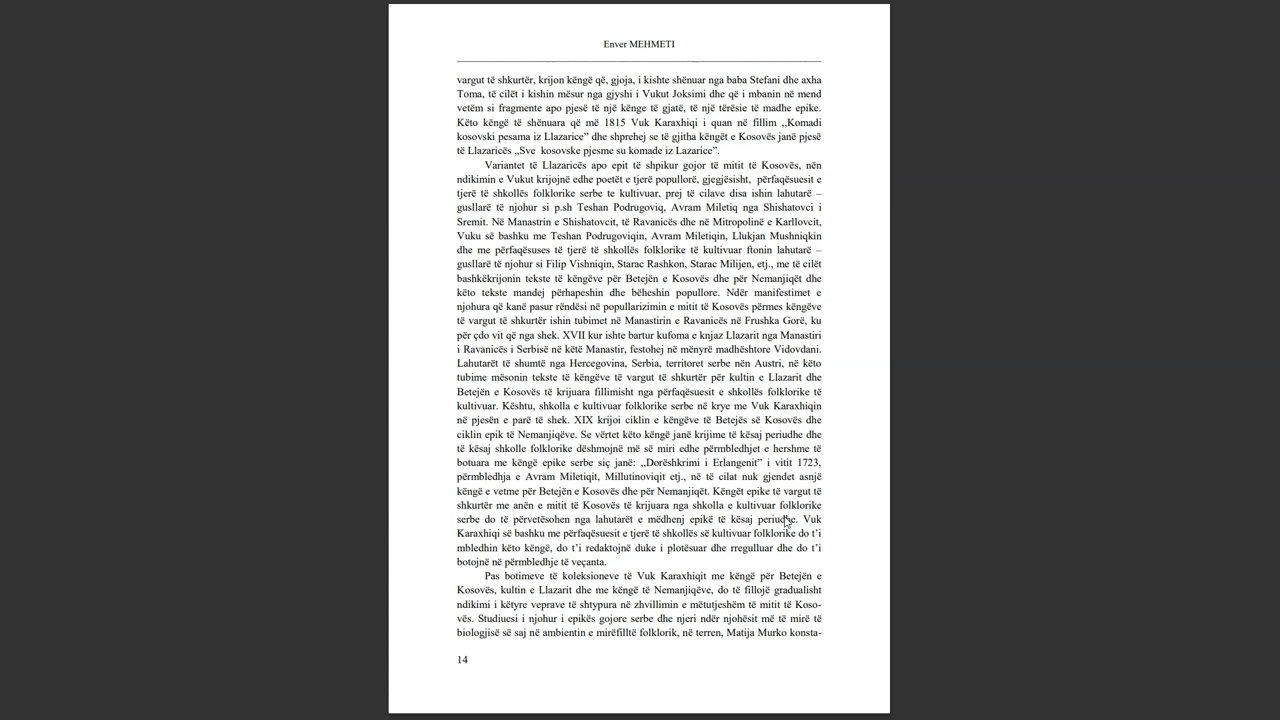 Enver MEHMETI
vargut të shkurtër, krijon këngë që, gjoja, i kishte shënuar nga baba Stefani dhe axha
Toma, të cilët i kishin mësur nga gjyshi i Vukut Joksimi dhe që i mbanin në mend
vetëm si fragmente apo pjesë të një kënge të gjatë, të një tërësie të madhe epike.
Këto këngë të shënuara që më 1815 Vuk Karaxhiqi i quan në fillim „Komadi
kosovski pesama iz Llazarice” dhe shprehej se të gjitha këngët e Kosovës janë pjesë
të Llazaricës „Sve kosovske pjesme su komade iz Lazarice”.
Variantet të Llazaricës apo epit të shpikur gojor të mitit të Kosovës, nën
ndikimin e Vukut krijojnë edhe poetët e tjerë popullorë, gjegjësisht, përfaqësuesit e
tjerë të shkollës folklorike serbe te kultivuar, prej të cilave disa ishin lahutarë –
gusllarë të njohur si p.sh Teshan Podrugoviq, Avram Miletiq nga Shishatovci i
Sremit. Në Manastrin e Shishatovcit, të Ravanicës dhe në Mitropolinë e Karllovcit,
Vuku së bashku me Teshan Podrugoviqin, Avram Miletiqin, Llukjan Mushniqkin
dhe me përfaqësuses të tjerë të shkollës folklorike të kultivuar ftonin lahutarë –
gusllarë të njohur si Filip Vishniqin, Starac Rashkon, Starac Milijen, etj., me të cilët
bashkëkrijonin tekste të këngëve për Betejën e Kosovës dhe për Nemanjiqët dhe
këto tekste mandej përhapeshin dhe bëheshin popullore. Ndër manifestimet e
njohura që kanë pasur rëndësi në popullarizimin e mitit të Kosovës përmes këngëve
të vargut të shkurtër ishin tubimet në Manastirin e Ravanicës në Frushka Gorë, ku
për çdo vit që nga shek. XVII kur ishte bartur kufoma e knjaz Llazarit nga Manastiri
i Ravanicës i Serbisë në këtë Manastir, festohej në mënyrë madhështore Vidovdani.
Lahutarët të shumtë nga Hercegovina, Serbia, territoret serbe nën Austri, në këto
tubime mësonin tekste të këngëve të vargut të shkurtër për kultin e Llazarit dhe
Betejën e Kosovës të krijuara fillimisht nga përfaqësuesit e shkollës folklorike të
kultivuar. Kështu, shkolla e kultivuar folklorike serbe në krye me Vuk Karaxhiqin
në pjesën e parë të shek. XIX krijoi ciklin e këngëve të Betejës së Kosovës dhe
ciklin epik të Nemanjiqëve. Se vërtet këto këngë janë krijime të kësaj periudhe dhe
të kësaj shkolle folklorike dëshmojnë më së miri edhe përmbledhjet e hershme të
botuara me këngë epike serbe siç janë: „Dorëshkrimi i Erlangenit” i vitit 1723,
përmbledhja e Avram Miletiqit, Millutinoviqit etj., në të cilat nuk gjendet asnjë
këngë e vetme për Betejën e Kosovës dhe për Nemanjiqët. Këngët epike të vargut të
shkurtër me anën e mitit të Kosovës të krijuara nga shkolla e kultivuar folklorike
serbe do të përvetësohen nga lahutarët e mëdhenj epikë të kësaj periudhe. Vuk
Karaxhiqi së bashku me përfaqësuesit e tjerë të shkollës së kultivuar folklorike do t’i
mbledhin këto këngë, do t’i redaktojnë duke i plotësuar dhe rregulluar dhe do t’i
botojnë në përmbledhje të veçanta.
Pas botimeve të koleksioneve të Vuk Karaxhiqit me këngë për Betejën e
Kosovës, kultin e Llazarit dhe me këngë të Nemanjiqëve, do të fillojë gradualisht
ndikimi i këtyre veprave të shtypura në zhvillimin e mëtutjeshëm të mitit të Koso-
vës. Studiuesi i njohur i epikës gojore serbe dhe njeri ndër njohësit më të mirë të
biologjisë së saj në ambientin e mirëfilltë folklorik, në terren, Matija Murko konsta-
14